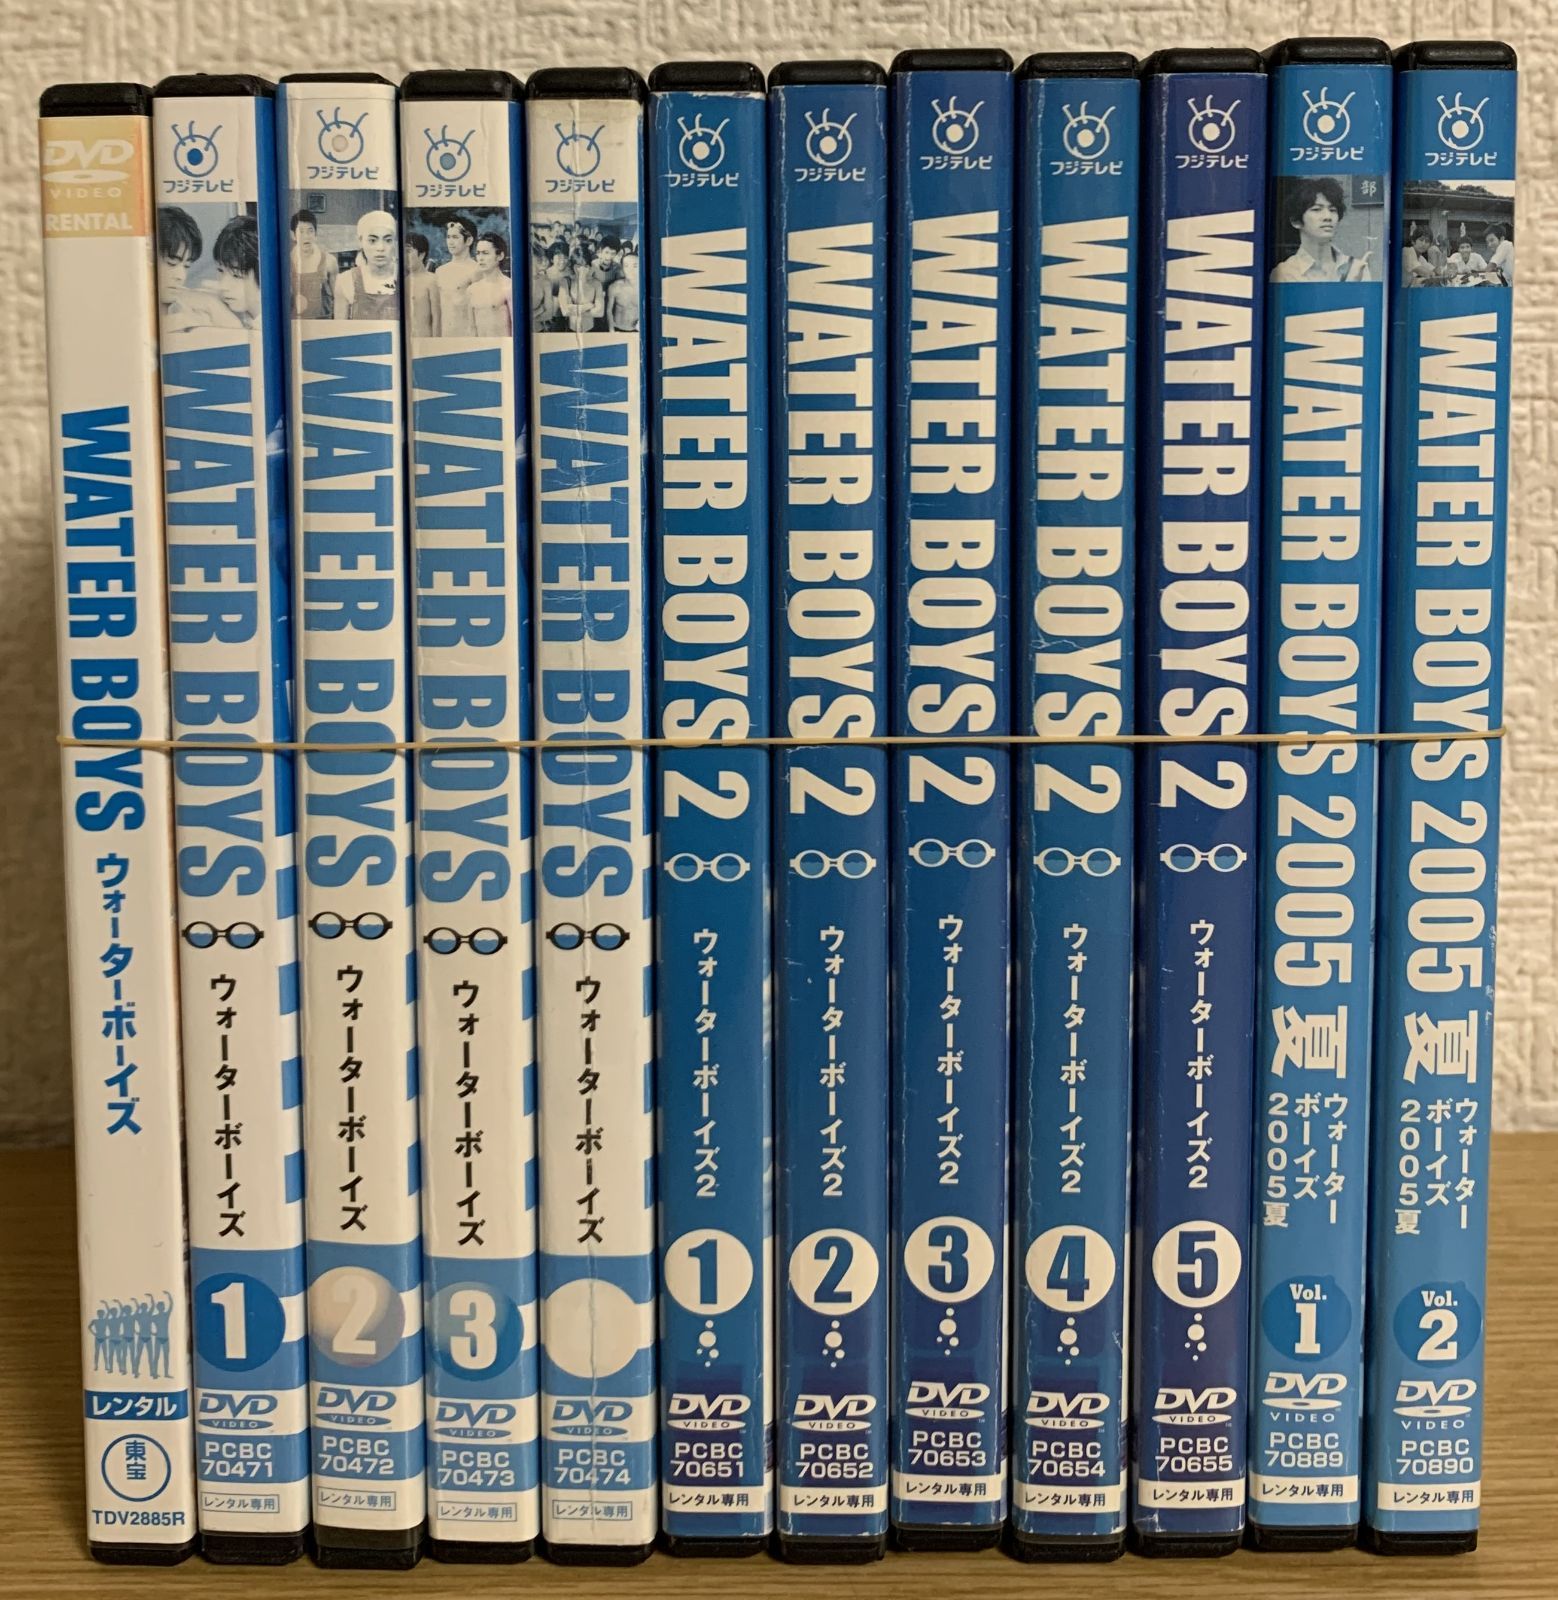 DVD
VIDEO
RENTAL
WATER BOYS
ウォーターボーイズ
レンタル
東宝
TDV2885R
フジテレビ
WATER BOYS
ウォーターボーイズ
1
DVD
VIDEO
PCBC
70471
レンタル専用
フジテレビ
WATER BOYS
ウォーターボーイズ
2
DVD
VIDEO
PCBC
70472
レンタル専用
フジテレビ
WATER BOYS
ウォーターボーイズ
3
DVD
VIDEO
PCBC
70473
レンタル専用
フジテレビ
WATER BOYS
ウォーターボーイズ
DVD
VIDEO
PCBC
70474
レンタル専用
フジテレビ
WATER BOYS 2
ウォーターボーイズ2
1
DVD
VIDEO
PCBC
70651
レンタル専用
フジテレビ
WATER BOYS 2
ウォーターボーイズ2
2
DVD
VIDEO
PCBC
70652
レンタル専用
フジテレビ
WATER BOYS 2
ウォーターボーイズ2
3
DVD
VIDEO
PCBC
70653
レンタル専用
フジテレビ
WATER BOYS 2
ウォーターボーイズ2
4
DVD
VIDEO
PCBC
70654
レンタル専用
フジテレビ
WATER BOYS 2
ウォーターボーイズ2
5
DVD
VIDEO
PCBC
70655
レンタル専用
フジテレビ
部
WATER BOYS 2005 夏
ウォーター
ボーイズ
2005夏
Vol.
1
DVD
VIDEO
PCBC
70889
レンタル専用
フジテレビ
WATER BOYS 2005 夏
ウォーター
ボーイズ
2005夏
Vol.
2
DVD
VIDEO
PCBC
70890
レンタル専用